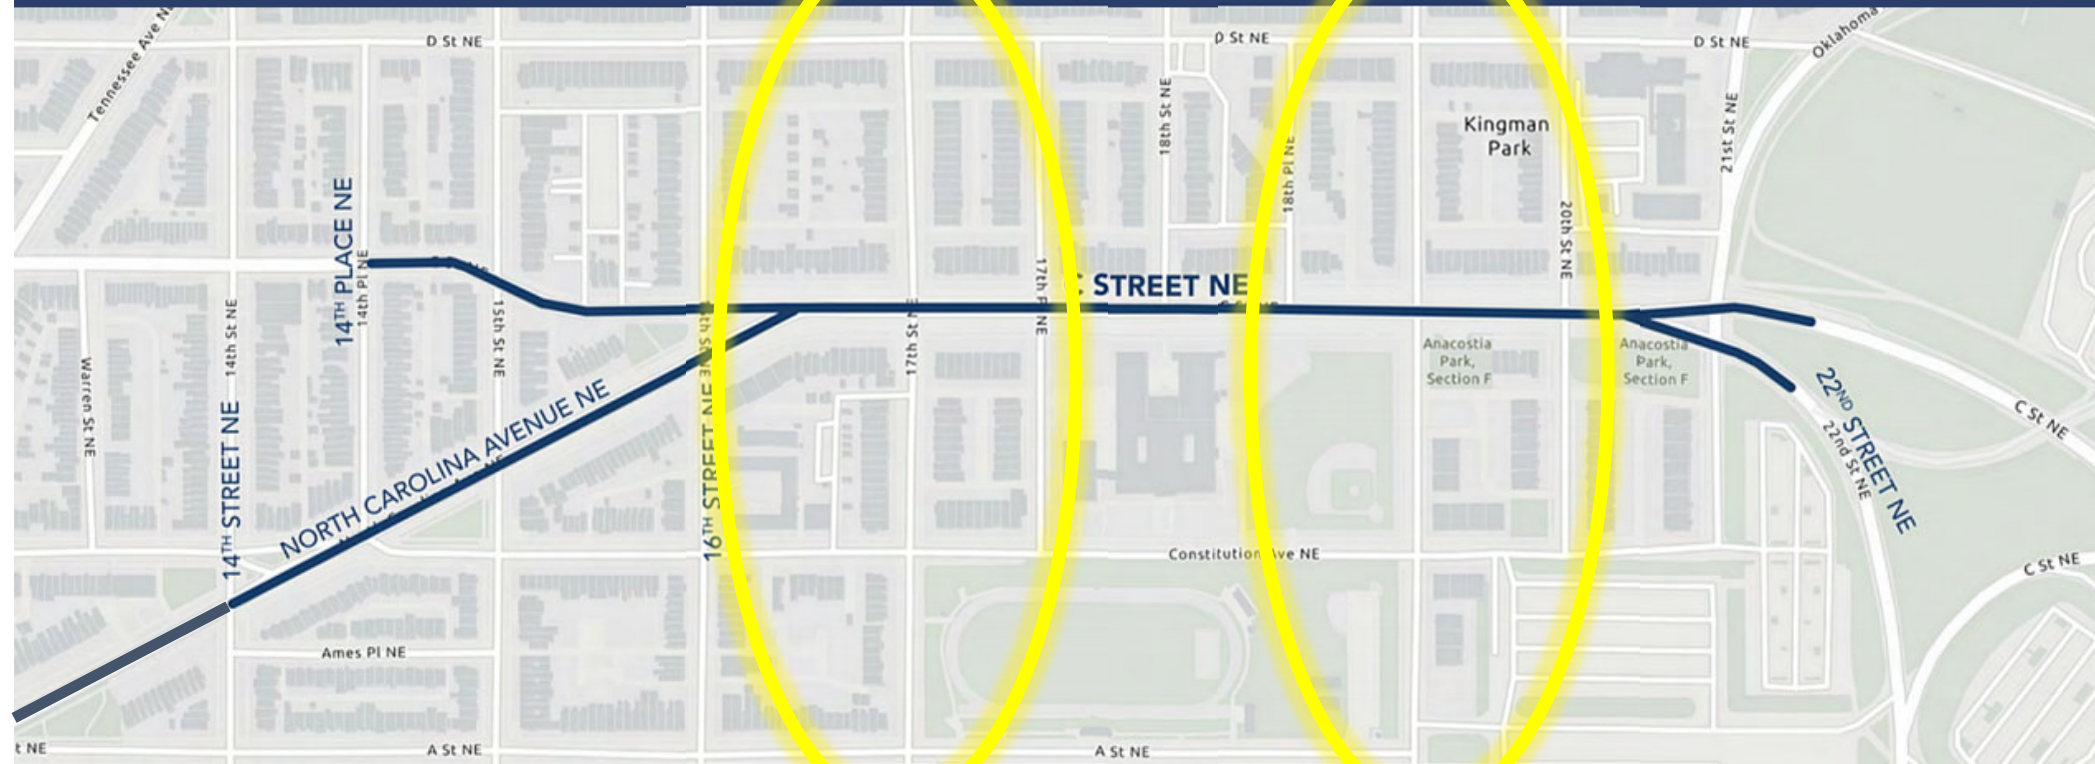 Tennessee Ave
D St NE
D St NE
D St NE
Oklahoma
18th St NE
21st St NE
Kingman
Park
18th Pl NE
14TH PLACE NE
14th Pl NE
20th St NE
17th
NE
C STREET NE
14th St NE
15th St NE
17th St N
Warren St NE
Anacostia
Park,
Section F
Anacostia
Park,
Section F
22ND STREET NE
22nd St NE
C St NE
NORTH CAROLINA AVENUE NE
14TH STREET NE
16TH STREET NE
Constitution Ave NE
C St NE
Ames Pl NE
t NE
A St NE
A St NE